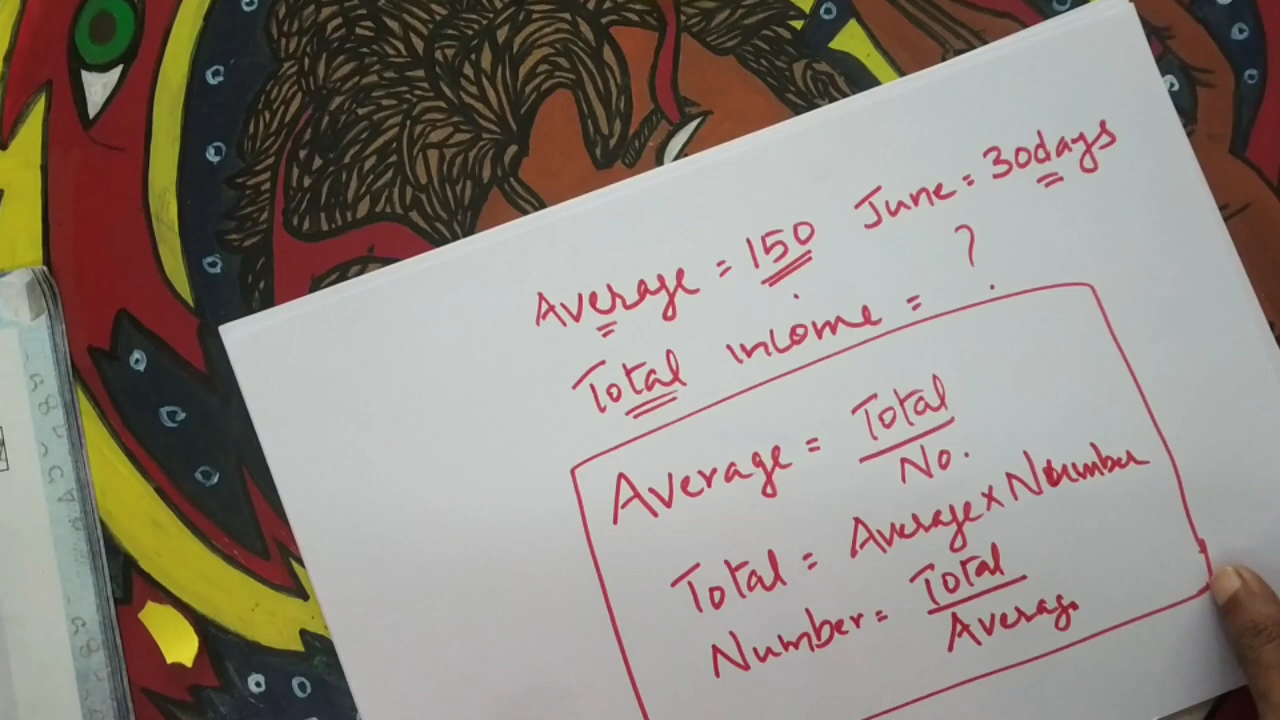 Average = 150 June = 30days
Total income = ?
Average = Total / No.
Total = Average × Number
Number = Total / Average